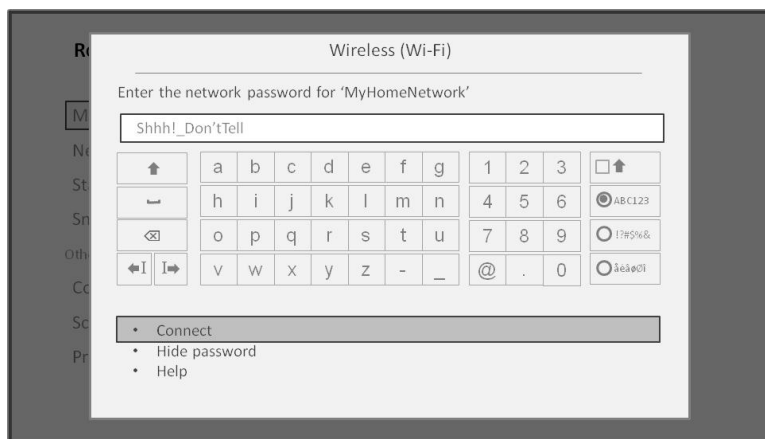 Wireless (Wi-Fi)
Enter the network password for ‘MyHomeNetwork’
Shhh!_Don’tTell
a b c d e f g 1 2 3
h i j k l m n 4 5 6 ABC123
o p q r s t u 7 8 9 !?#$%&
v w x y z - _ @ . 0 åèâøØî
• Connect
• Hide password
• Help